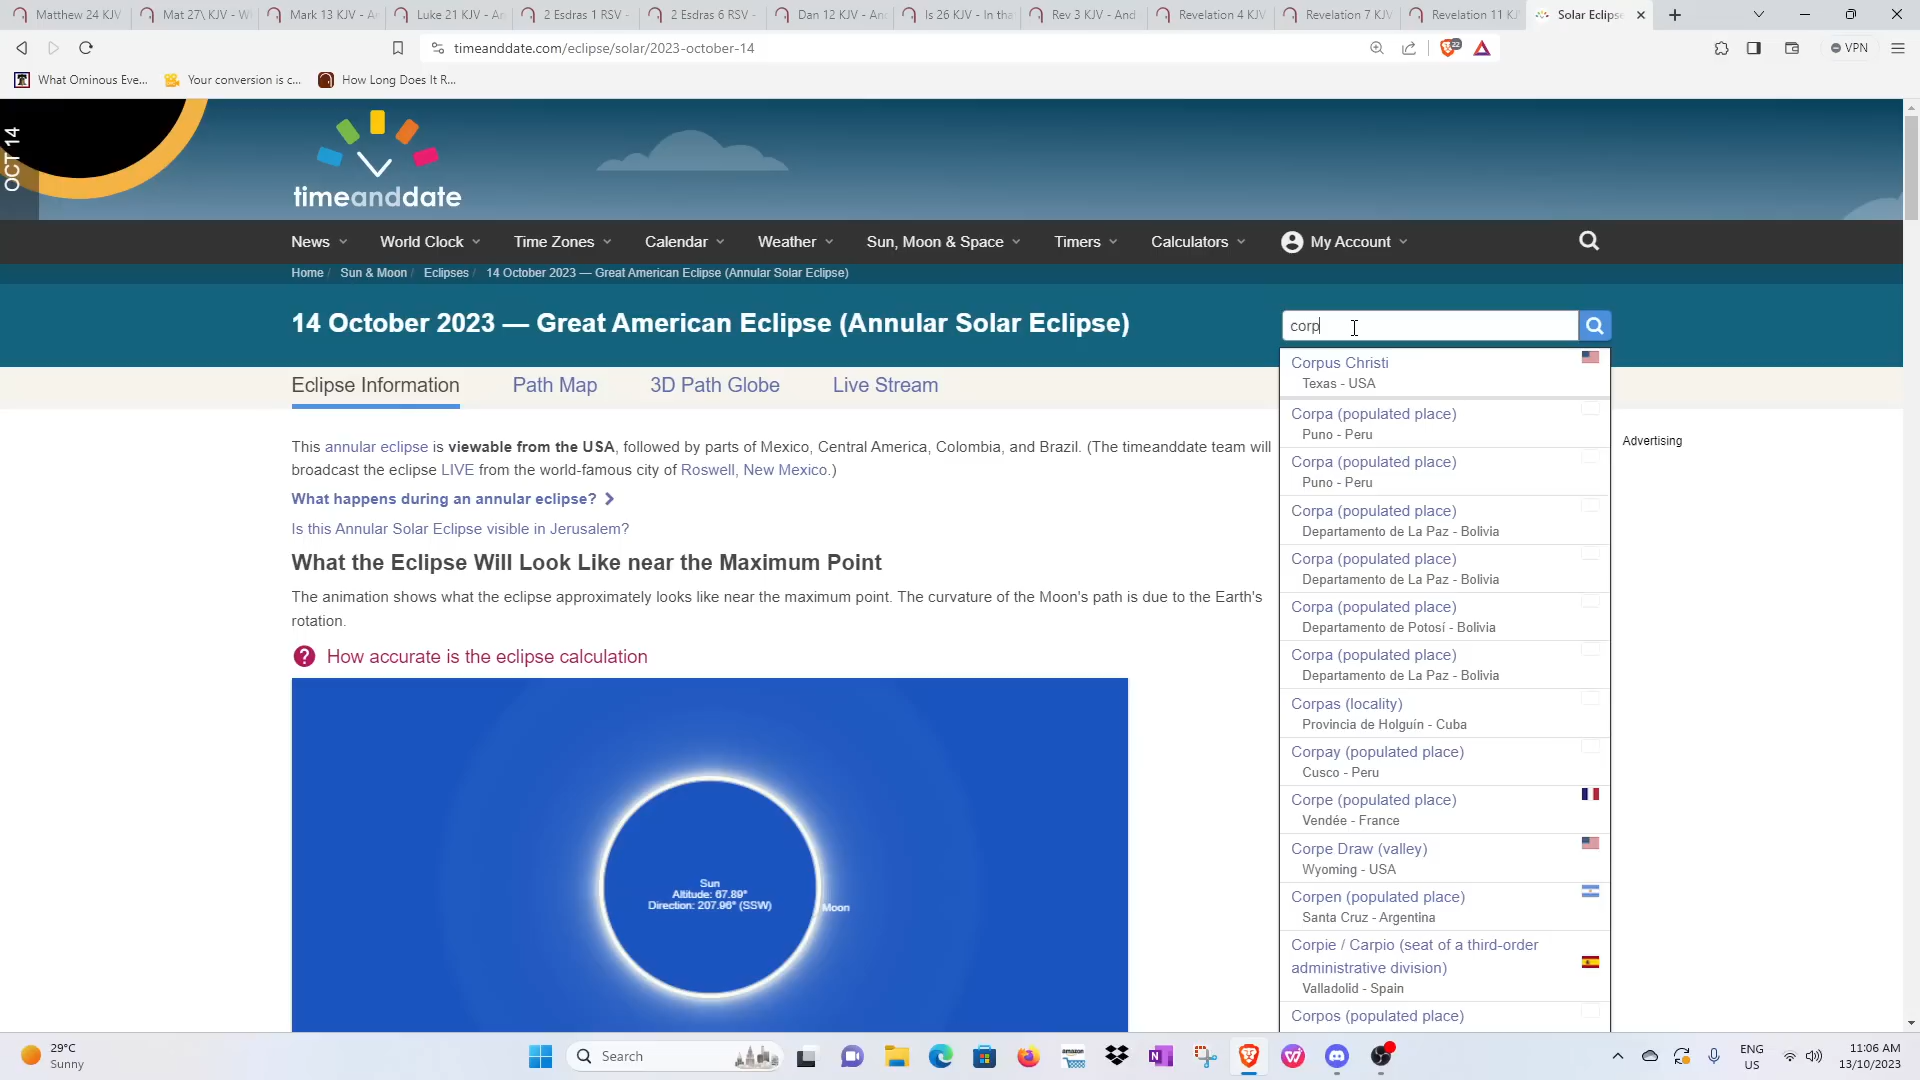 Matthew 24 KJV
Mat 27\ KJV - W
Mark 13 KJV - A
Luke 21 KJV - A
2 Esdras 1 RSV -
2 Esdras 6 RSV -
Dan 12 KJV - An
Is 26 KJV - In tha
Rev 3 KJV - And
Revelation 4 KJV
Revelation 7 KJV
Revelation 11 KJ
Solar Eclipse
timeanddate.com/eclipse/solar/2023-october-14
22
VPN
What Ominous Eve...
Your conversion is c...
How Long Does It R...
OCT 14
timeanddate
News
World Clock
Time Zones
Calendar
Weather
Sun, Moon & Space
Timers
Calculators
My Account
Home / Sun & Moon / Eclipses / 14 October 2023 — Great American Eclipse (Annular Solar Eclipse)
14 October 2023 — Great American Eclipse (Annular Solar Eclipse)
corp
Eclipse Information
Path Map
3D Path Globe
Live Stream
This annular eclipse is viewable from the USA, followed by parts of Mexico, Central America, Colombia, and Brazil. (The timeanddate team will
broadcast the eclipse LIVE from the world-famous city of Roswell, New Mexico.)
What happens during an annular eclipse?
Is this Annular Solar Eclipse visible in Jerusalem?
What the Eclipse Will Look Like near the Maximum Point
The animation shows what the eclipse approximately looks like near the maximum point. The curvature of the Moon's path is due to the Earth's
rotation.
? How accurate is the eclipse calculation
Sun
Altitude: 67.89°
Direction: 207.96° (SSW)
Moon
Corpus Christi
Texas - USA
Corpa (populated place)
Puno - Peru
Corpa (populated place)
Puno - Peru
Corpa (populated place)
Departamento de La Paz - Bolivia
Corpa (populated place)
Departamento de La Paz - Bolivia
Corpa (populated place)
Departamento de Potosí - Bolivia
Corpa (populated place)
Departamento de La Paz - Bolivia
Corpas (locality)
Provincia de Holguín - Cuba
Corpay (populated place)
Cusco - Peru
Corpe (populated place)
Vendée - France
Corpe Draw (valley)
Wyoming - USA
Corpen (populated place)
Santa Cruz - Argentina
Corpie / Carpio (seat of a third-order
administrative division)
Valladolid - Spain
Corpos (populated place)
Advertising
29°C
Sunny
Search
amazon
ENG
US
11:06 AM
13/10/2023